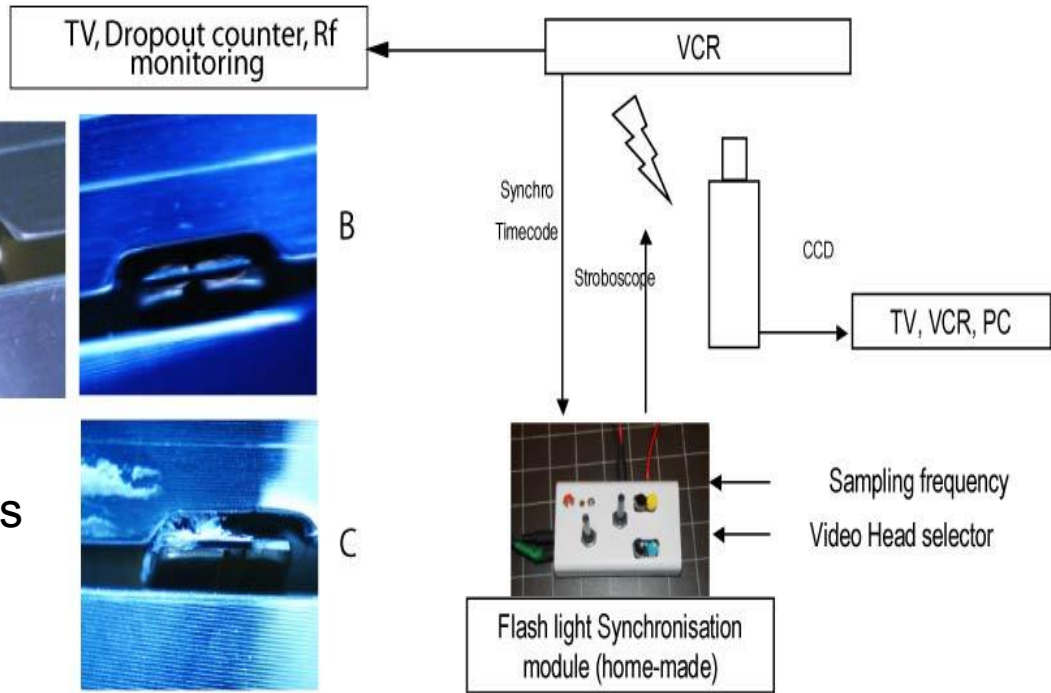 TV, Dropout counter, Rf
monitoring
VCR
B
Synchro
Timecode
Stroboscope
CCD
TV, VCR, PC
s
C
Sampling frequency
Video Head selector
Flash light Synchronisation
module (home-made)